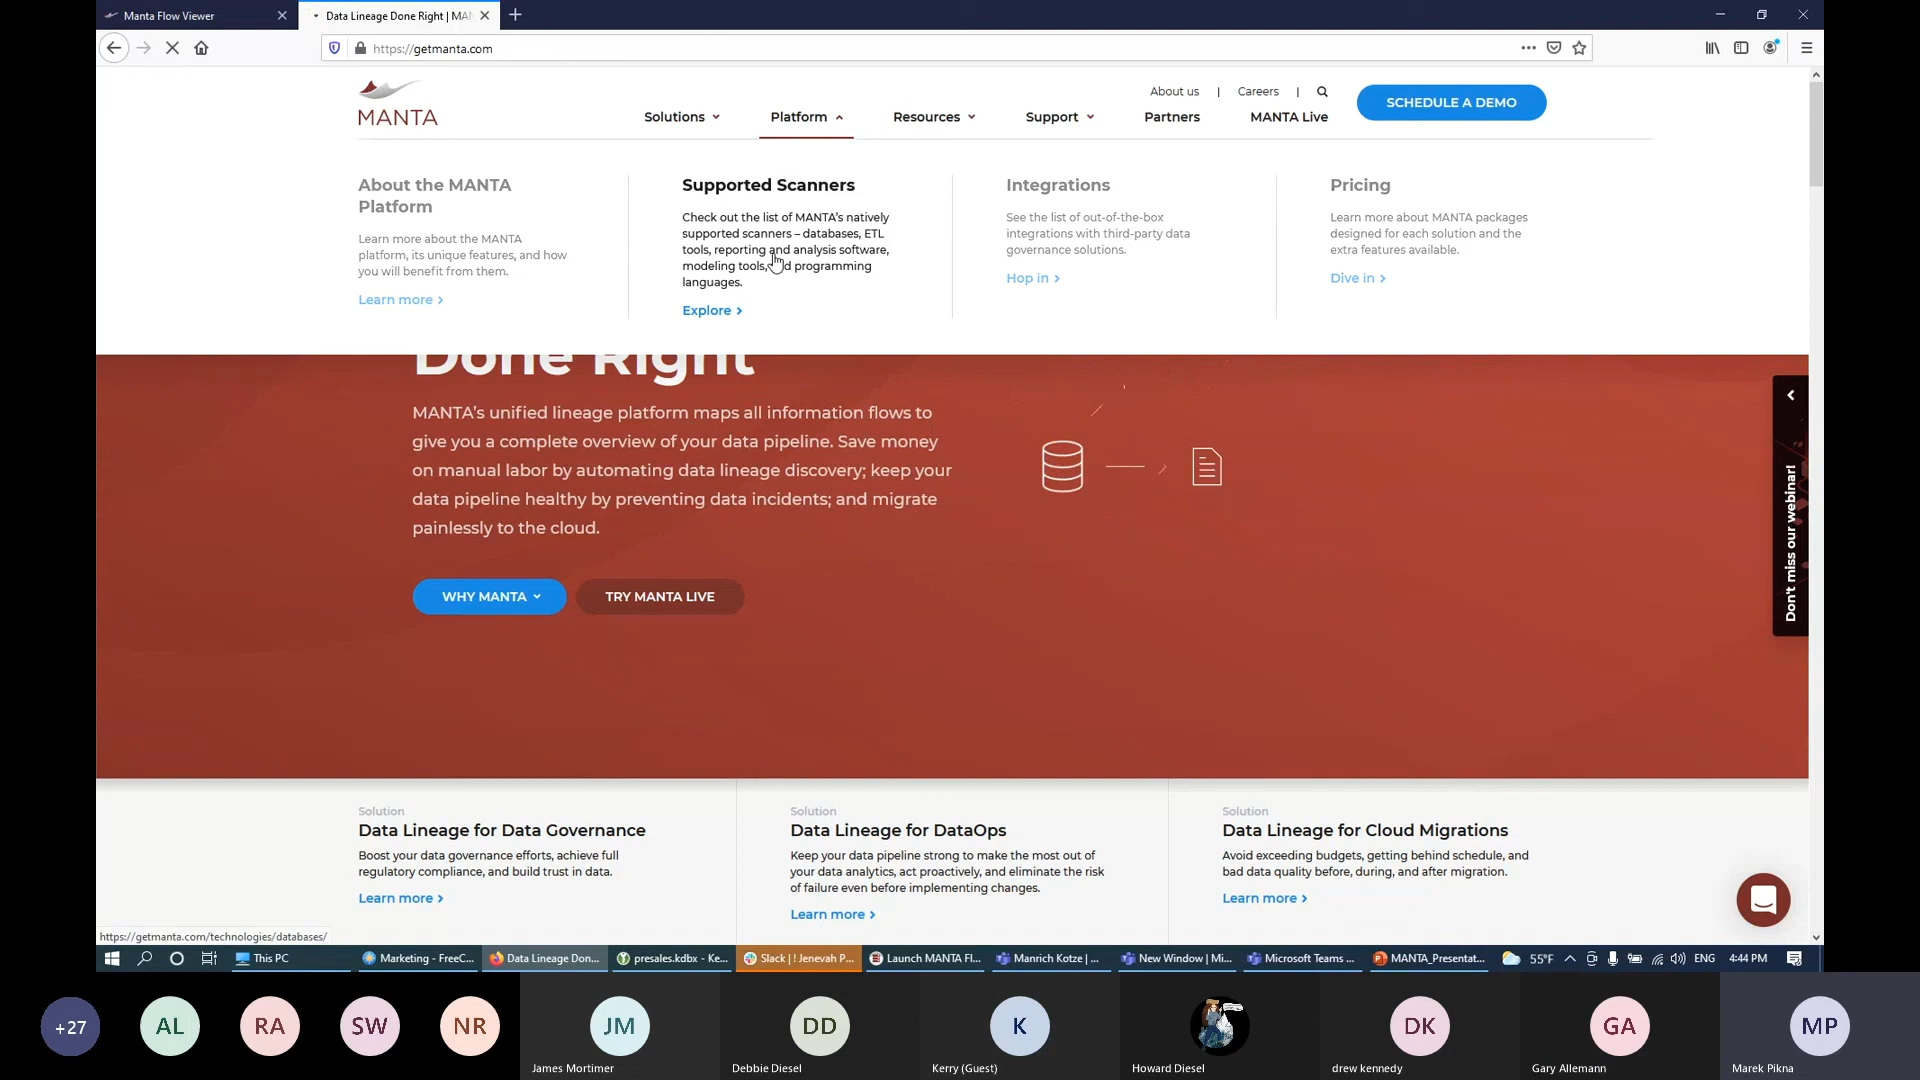 Manta Flow Viewer
Data Lineage Done Right | MAN
https://getmanta.com
MANTA
About us | Careers |
Solutions
Platform
Resources
Support
Partners
MANTA Live
SCHEDULE A DEMO
About the MANTA
Platform
Learn more about the MANTA
platform, its unique features, and how
you will benefit from them.
Learn more >
Supported Scanners
Check out the list of MANTA's natively
supported scanners – databases, ETL
tools, reporting and analysis software,
modeling tools, d programming
languages.
Explore >
Integrations
See the list of out-of-the-box
integrations with third-party data
governance solutions.
Hop in >
Pricing
Learn more about MANTA packages
designed for each solution and the
extra features available.
Dive in >
Done Right
MANTA's unified lineage platform maps all information flows to
give you a complete overview of your data pipeline. Save money
on manual labor by automating data lineage discovery; keep your
data pipeline healthy by preventing data incidents; and migrate
painlessly to the cloud.
WHY MANTA
TRY MANTA LIVE
Don't miss our webinar!
Solution
Data Lineage for Data Governance
Boost your data governance efforts, achieve full
regulatory compliance, and build trust in data.
Learn more >
Solution
Data Lineage for DataOps
Keep your data pipeline strong to make the most out of
your data analytics, act proactively, and eliminate the risk
of failure even before implementing changes.
Learn more >
Solution
Data Lineage for Cloud Migrations
Avoid exceeding budgets, getting behind schedule, and
bad data quality before, during, and after migration.
Learn more >
https://getmanta.com/technologies/databases/
This PC
Marketing - FreeC...
Data Lineage Don...
presales.kdbx - Ke...
Slack | ! Jenevah P...
Launch MANTA Fl...
Manrich Kotze | ...
New Window | Mi...
Microsoft Teams ...
MANTA_Presentat...
55°F
ENG
4:44 PM
+27
AL
RA
SW
NR
JM
James Mortimer
DD
Debbie Diesel
K
Kerry (Guest)
Howard Diesel
DK
drew kennedy
GA
Gary Allemann
MP
Marek Pikna